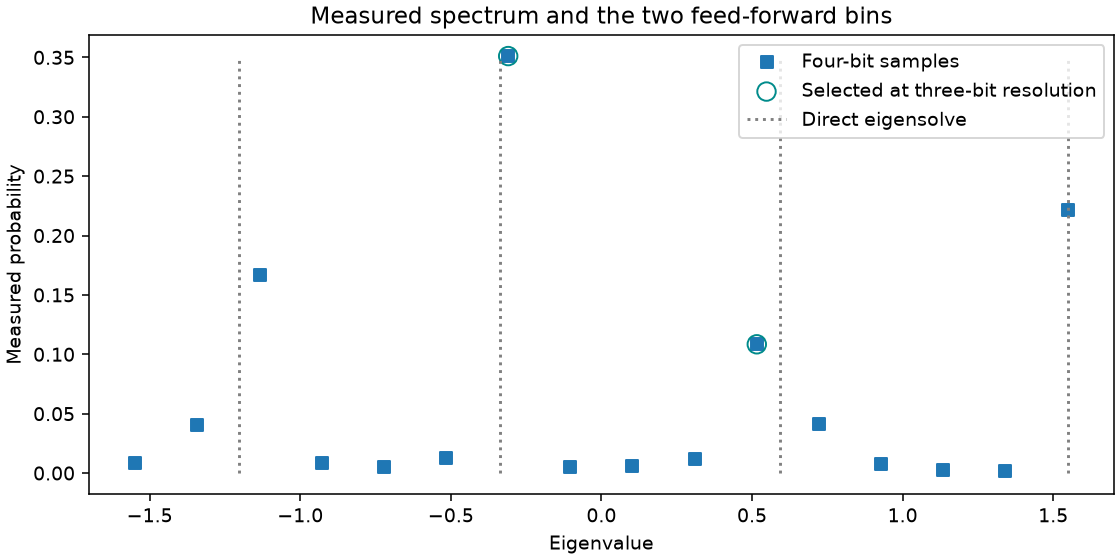 Measured spectrum and the two feed-forward bins
Measured probability
0.35
0.30
0.25
0.20
0.15
0.10
0.05
0.00
Four-bit samples
Selected at three-bit resolution
Direct eigensolve
−1.5
−1.0
−0.5
0.0
0.5
1.0
1.5
Eigenvalue